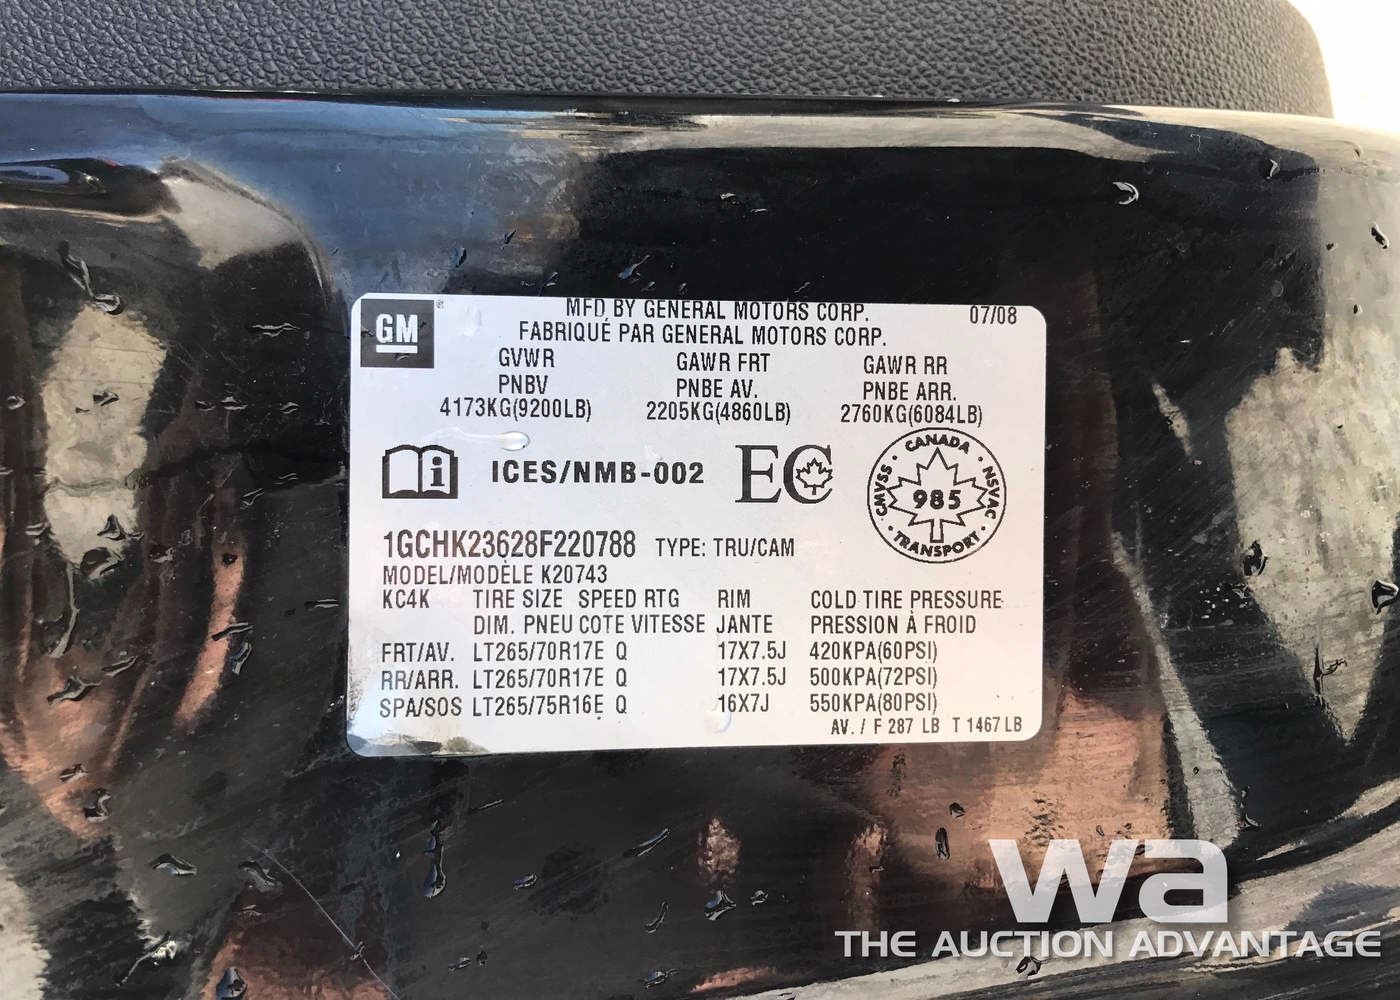 GM
MFD BY GENERAL MOTORS CORP. 07/08
FABRIQUÉ PAR GENERAL MOTORS CORP.
GVWR GAWR FRT GAWR RR
PNBV PNBE AV. PNBE ARR.
4173KG(9200LB) 2205KG(4860LB) 2760KG(6084LB)
i ICES/NMB-002 EC
CANADA CMVSS 985 NSVAC TRANSPORT
1GCHK23628F220788 TYPE: TRU/CAM
MODEL/MODÈLE K20743
KC4K TIRE SIZE SPEED RTG RIM COLD TIRE PRESSURE
DIM. PNEU COTE VITESSE JANTE PRESSION À FROID
FRT/AV. LT265/70R17E Q 17X7.5J 420KPA(60PSI)
RR/ARR. LT265/70R17E Q 17X7.5J 500KPA(72PSI)
SPA/SOS LT265/75R16E Q 16X7J 550KPA(80PSI)
AV. / F 287 LB T 1467 LB
wa
THE AUCTION ADVANTAGE